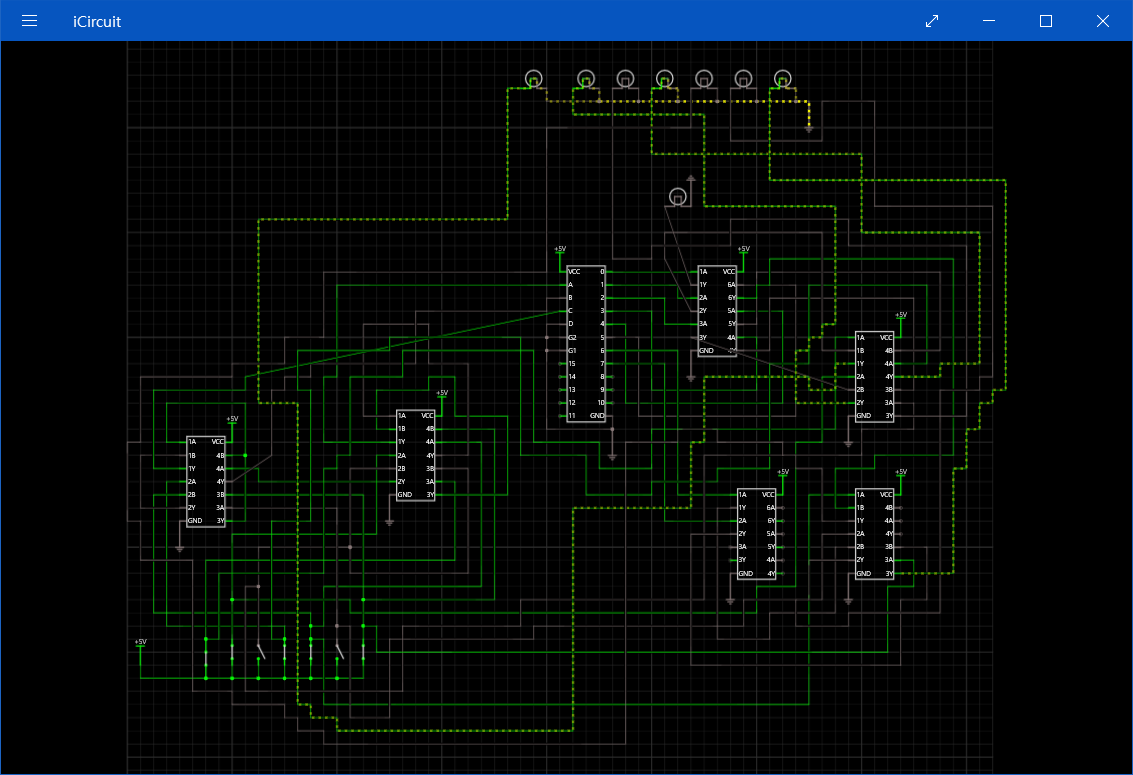 iCircuit
+5V
+5V
VCC 0
A 1
B 2
C 3
D 4
G2 5
G1 6
15 7
14 8
13 9
12 10
11 GND
1A VCC
1Y 6A
2A 6Y
2Y 5A
3A 5Y
3Y 4A
GND
+5V
1A VCC
1B 4B
1Y 4A
2A 4Y
2B 3B
2Y 3A
GND 3Y
+5V
1A VCC
1B 4B
1Y 4A
2A 4Y
2B 3B
2Y 3A
GND 3Y
+5V
1A VCC
1B 4B
1Y 4A
2A 4Y
2B 3B
2Y 3A
GND 3Y
+5V
+5V
1A VCC
1Y 6A
2A 6Y
2Y 5A
3A 5Y
3Y 4A
GND 4Y
1A VCC
1B 4B
1Y 4A
2A 4Y
2B 3B
2Y 3A
GND 3Y
+5V